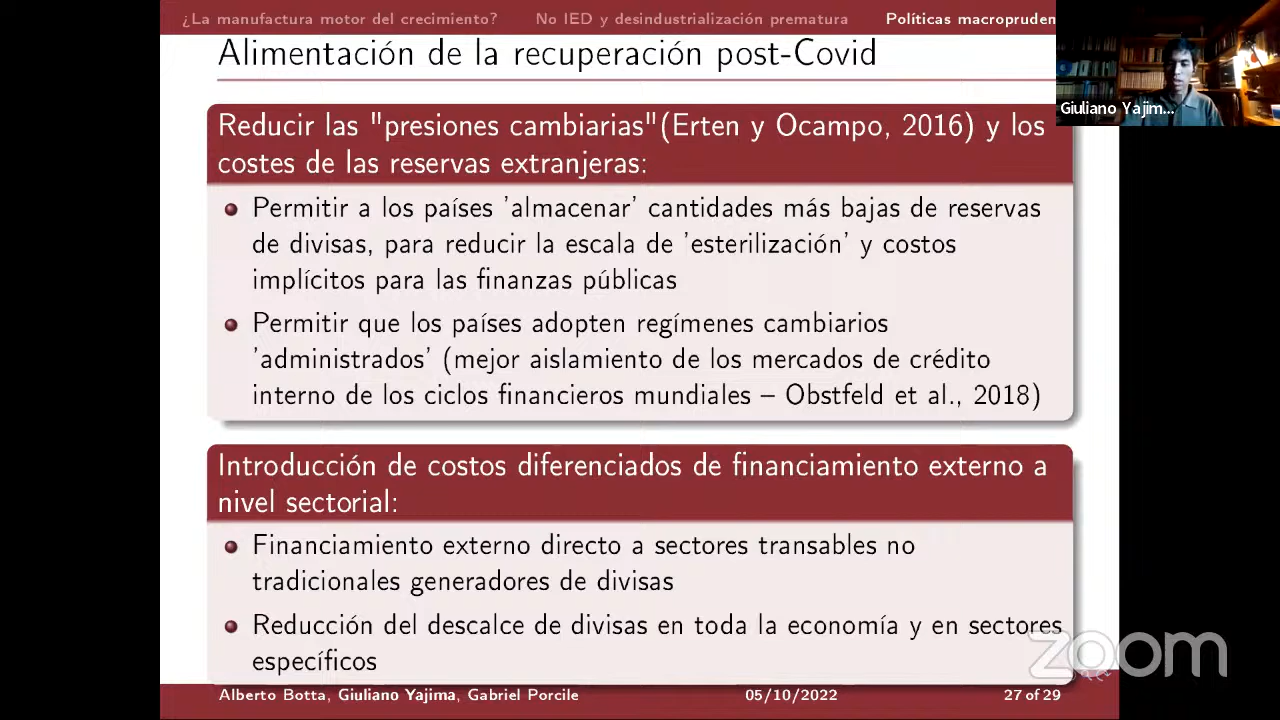 ¿La manufactura motor del crecimiento? No IED y desindustrialización prematura Políticas macropruden
Alimentación de la recuperación post-Covid
Giuliano Yajim...
Reducir las "presiones cambiarias"(Erten y Ocampo, 2016) y los
costes de las reservas extranjeras:
Permitir a los países 'almacenar' cantidades más bajas de reservas
de divisas, para reducir la escala de 'esterilización' y costos
implícitos para las finanzas públicas
Permitir que los países adopten regímenes cambiarios
'administrados' (mejor aislamiento de los mercados de crédito
interno de los ciclos financieros mundiales – Obstfeld et al., 2018)
Introducción de costos diferenciados de financiamiento externo a
nivel sectorial:
Financiamiento externo directo a sectores transables no
tradicionales generadores de divisas
Reducción del descalce de divisas en toda la economía y en sectores
específicos
zoom
Alberto Botta, Giuliano Yajima, Gabriel Porcile 05/10/2022 27 of 29